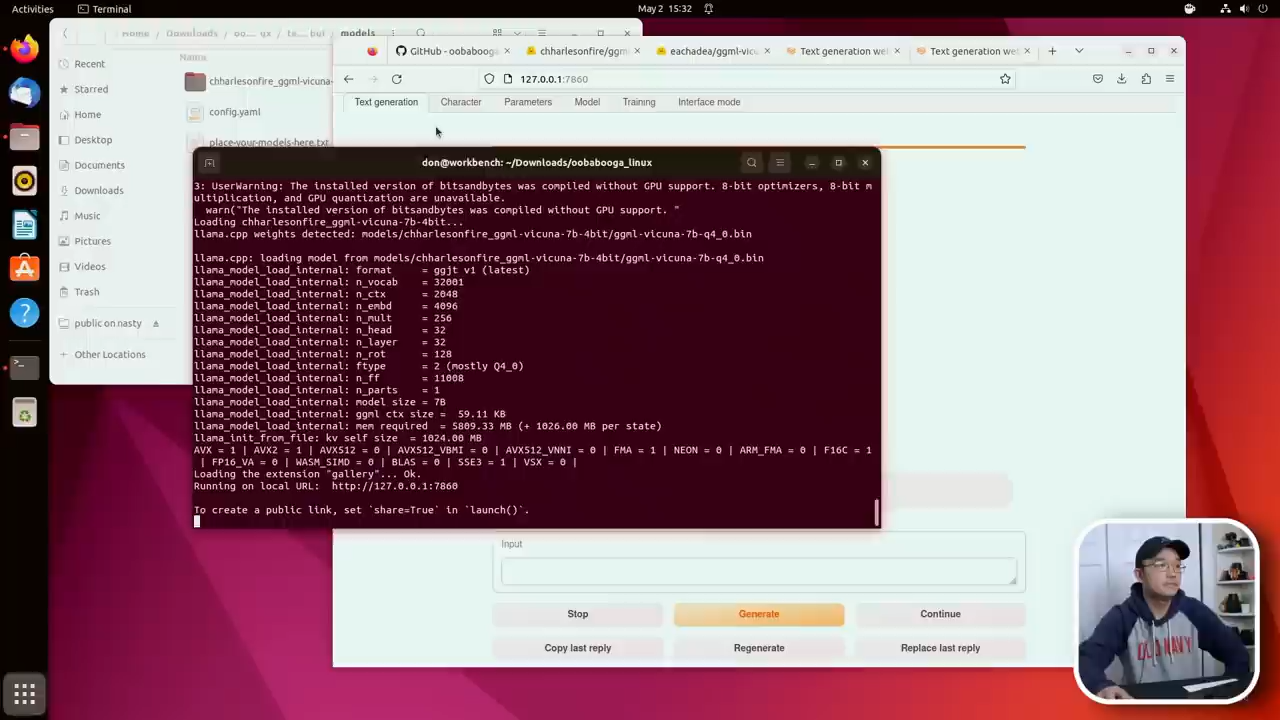 Activities
Terminal
May 2 15:32
Home / Downloads / oo... ux / te... bui / models
Name
Recent
Starred
Home
Desktop
Documents
Downloads
Music
Pictures
Videos
Trash
public on nasty
Other Locations
chharlesonfire_ggml-vicuna-
config.yaml
place-your-models-here.txt
GitHub - oobabooga
chharlesonfire/ggml-
eachadea/ggml-vic
Text generation we
Text generation we
127.0.0.1:7860
Text generation
Character
Parameters
Model
Training
Interface mode
don@workbench: ~/Downloads/oobabooga_linux
3: UserWarning: The installed version of bitsandbytes was compiled without GPU support. 8-bit optimizers, 8-bit m
ultiplication, and GPU quantization are unavailable.
warn("The installed version of bitsandbytes was compiled without GPU support. "
Loading chharlesonfire_ggml-vicuna-7b-4bit...
llama.cpp weights detected: models/chharlesonfire_ggml-vicuna-7b-4bit/ggml-vicuna-7b-q4_0.bin
llama.cpp: loading model from models/chharlesonfire_ggml-vicuna-7b-4bit/ggml-vicuna-7b-q4_0.bin
llama_model_load_internal: format = ggjt v1 (latest)
llama_model_load_internal: n_vocab = 32001
llama_model_load_internal: n_ctx = 2048
llama_model_load_internal: n_embd = 4096
llama_model_load_internal: n_mult = 256
llama_model_load_internal: n_head = 32
llama_model_load_internal: n_layer = 32
llama_model_load_internal: n_rot = 128
llama_model_load_internal: ftype = 2 (mostly Q4_0)
llama_model_load_internal: n_ff = 11008
llama_model_load_internal: n_parts = 1
llama_model_load_internal: model size = 7B
llama_model_load_internal: ggml ctx size = 59.11 KB
llama_model_load_internal: mem required = 5809.33 MB (+ 1026.00 MB per state)
llama_init_from_file: kv self size = 1024.00 MB
AVX = 1 | AVX2 = 1 | AVX512 = 0 | AVX512_VBMI = 0 | AVX512_VNNI = 0 | FMA = 1 | NEON = 0 | ARM_FMA = 0 | F16C = 1
| FP16_VA = 0 | WASM_SIMD = 0 | BLAS = 0 | SSE3 = 1 | VSX = 0 |
Loading the extension "gallery"... Ok.
Running on local URL: http://127.0.0.1:7860
To create a public link, set `share=True` in `launch()`.
Input
Stop
Generate
Continue
Copy last reply
Regenerate
Replace last reply
OLD NAVY